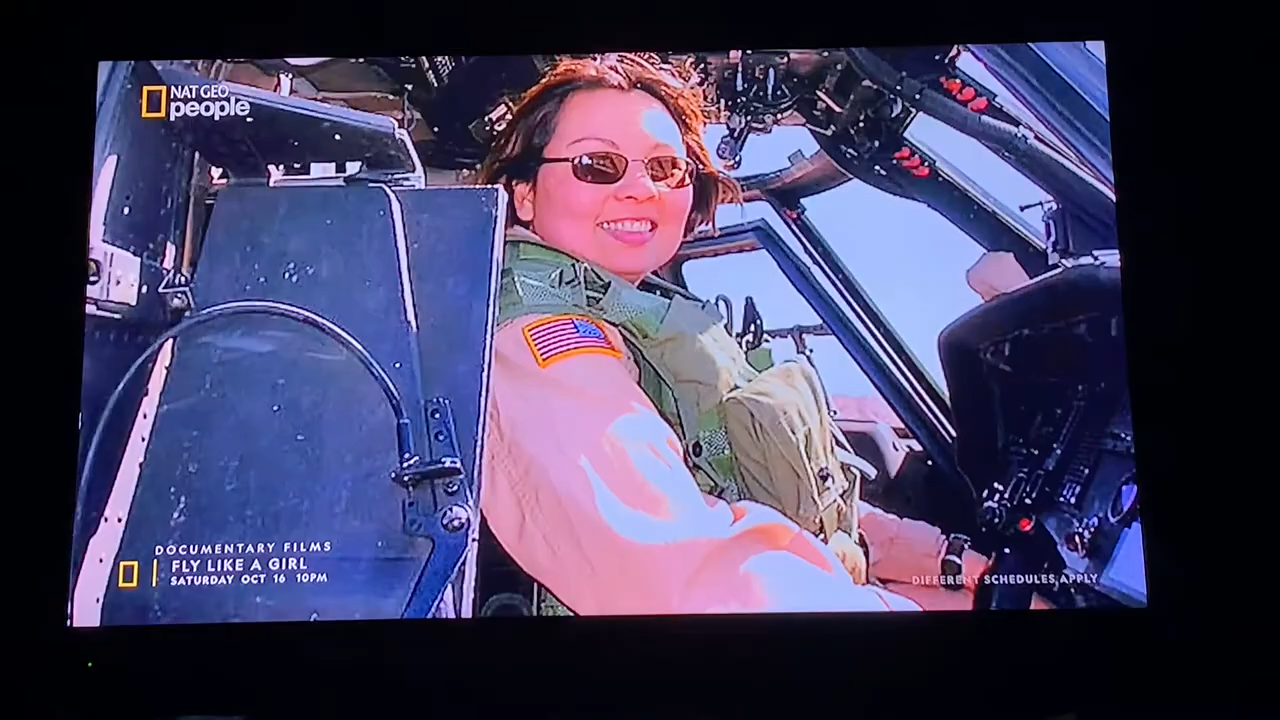 NAT GEO
people
DOCUMENTARY FILMS
FLY LIKE A GIRL
SATURDAY OCT 16 10PM
DIFFERENT SCHEDULES APPLY